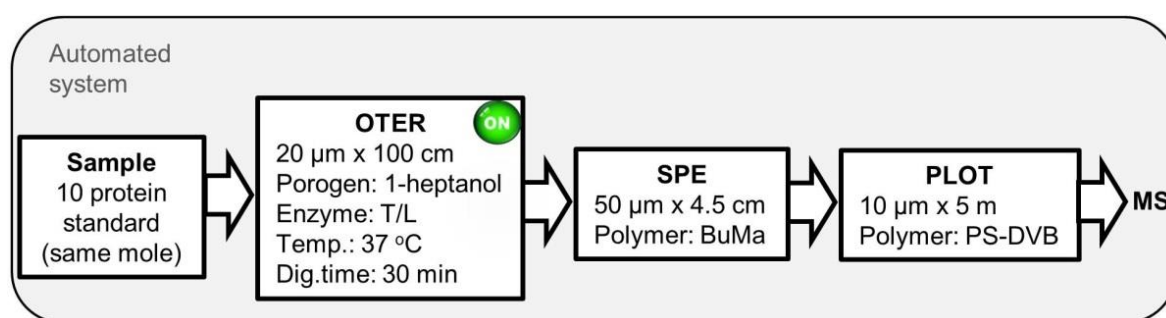 Automated
system
Sample
10 protein
standard
(same mole)
OTER
ON
20 µm x 100 cm
Porogen: 1-heptanol
Enzyme: T/L
Temp.: 37 ºC
Dig.time: 30 min
SPE
50 µm x 4.5 cm
Polymer: BuMa
PLOT
10 µm x 5 m
Polymer: PS-DVB
MS